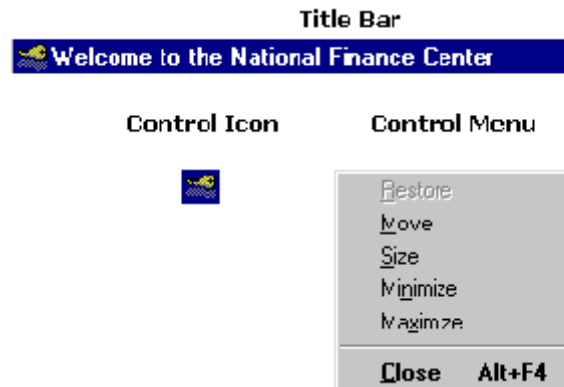 Title Bar
Welcome to the National Finance Center
Control Icon Control Menu
Restore
Move
Size
Minimize
Maximize
Close Alt+F4